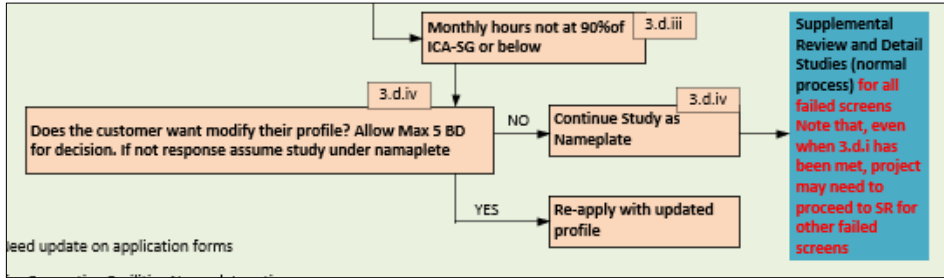 Monthly hours not at 90%of
ICA-SG or below
3.d.iii
3.d.iv
Does the customer want modify their profile? Allow Max 5 BD
for decision. If not response assume study under namaplete
NO
3.d.iv
Continue Study as
Nameplate
YES
Re-apply with updated
profile
Supplemental
Review and Detail
Studies (normal
process) for all
failed screens
Note that, even
when 3.d.i has
been met, project
may need to
proceed to SR for
other failed
screens
update on application forms